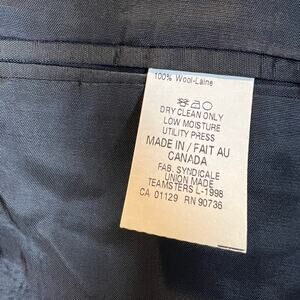 100% Wool-Laine
DRY CLEAN ONLY
LOW MOISTURE
UTILITY PRESS
MADE IN / FAIT AU
CANADA
FAB. SYNDICALE
UNION MADE
TEAMSTERS L-1998
CA 01129 RN 90736